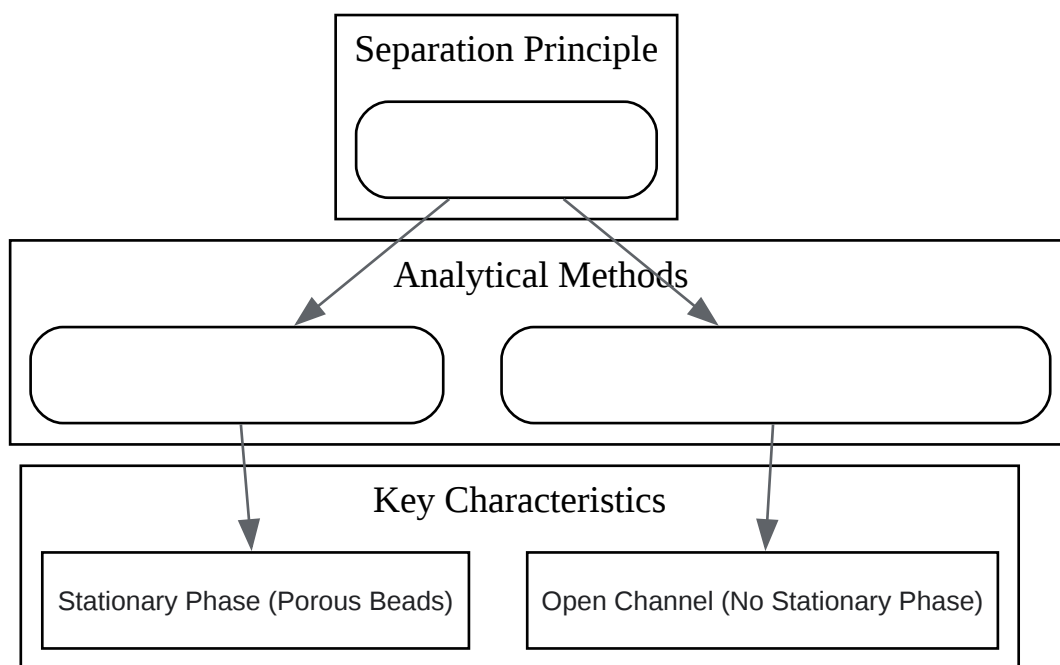 Separation Principle
Analytical Methods
Key Characteristics
Stationary Phase (Porous Beads)
Open Channel (No Stationary Phase)